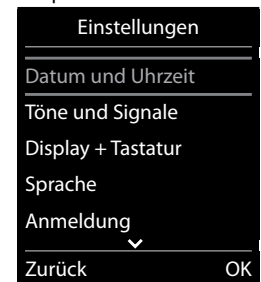 Einstellungen
Datum und Uhrzeit
Töne und Signale
Display + Tastatur
Sprache
Anmeldung
Zurück OK